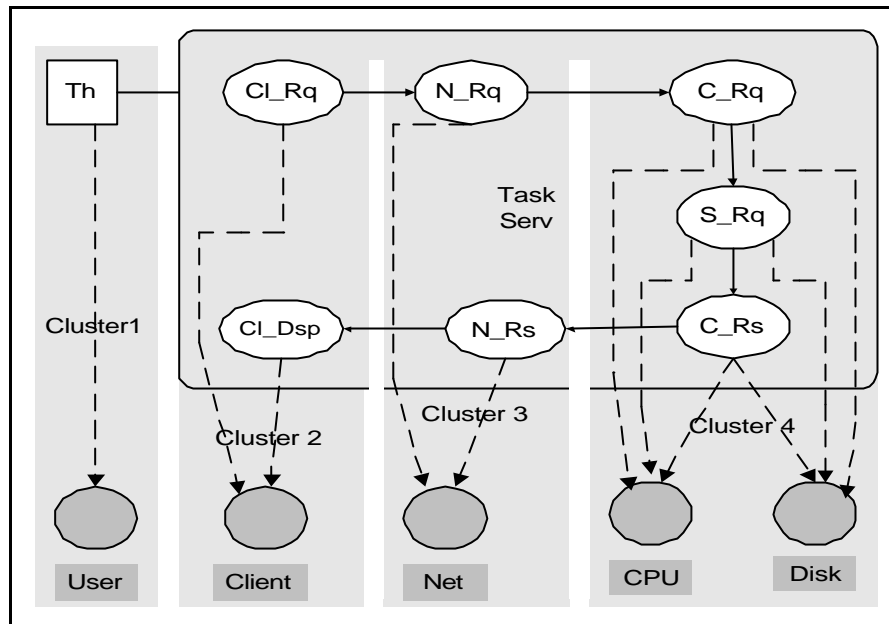 Th
Cl_Rq
N_Rq
C_Rq
Task
Serv
S_Rq
Cluster1
Cl_Dsp
N_Rs
C_Rs
Cluster 2
Cluster 3
Cluster 4
User
Client
Net
CPU
Disk